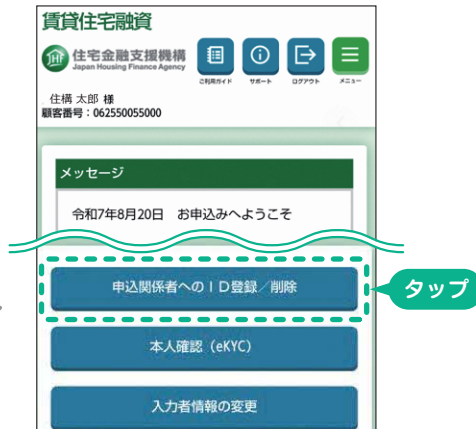 賃貸住宅融資
住宅金融支援機構
Japan Housing Finance Agency
ご利用ガイド
サポート
ログアウト
メニュー
住構 太郎 様
顧客番号：062550055000
メッセージ
令和7年8月20日　お申込みへようこそ
申込関係者へのＩＤ登録／削除
タップ
本人確認（eKYC）
入力者情報の変更